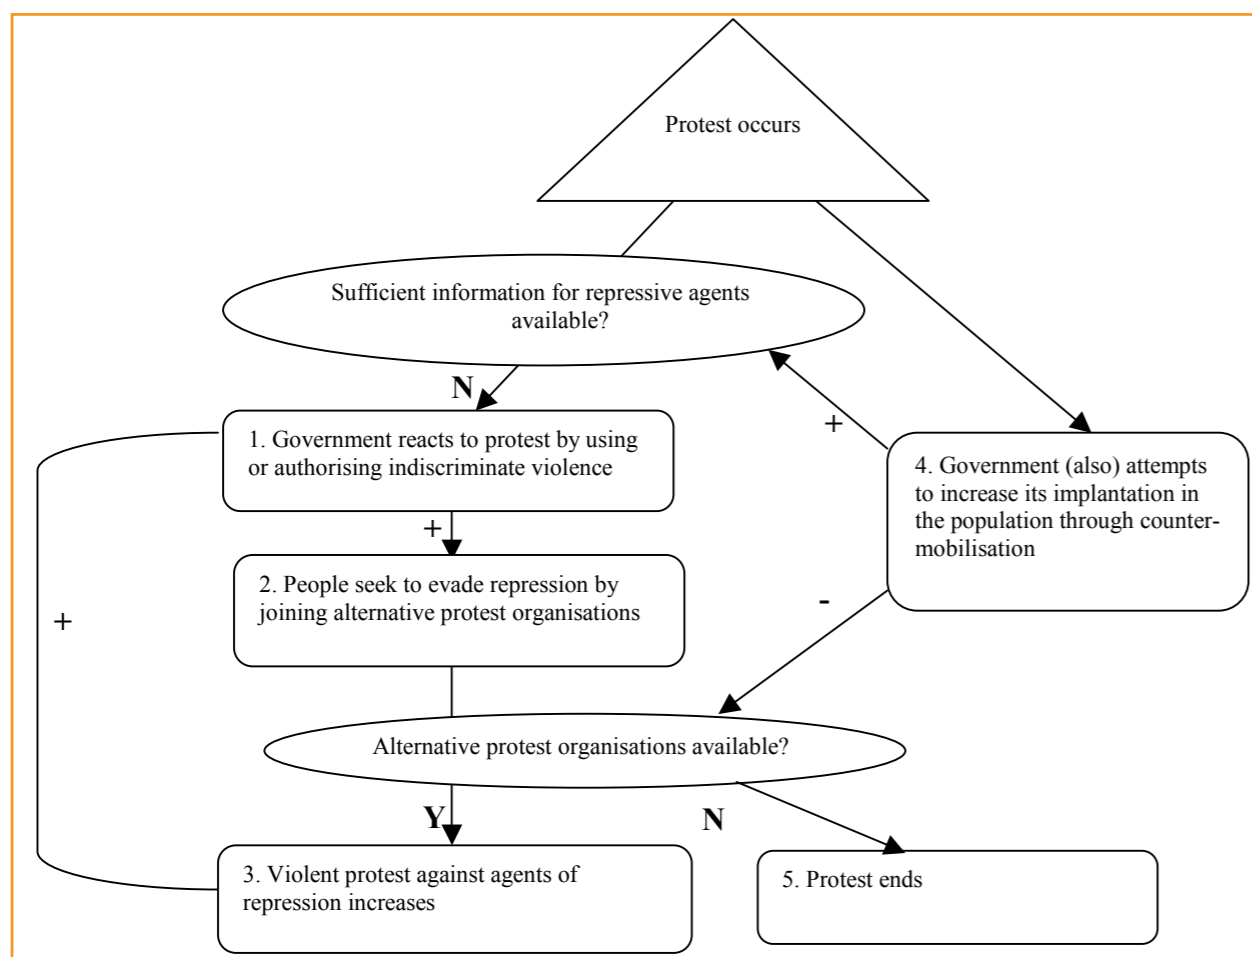 Protest occurs
Sufficient information for repressive agents
available?
N
1. Government reacts to protest by using
or authorising indiscriminate violence
+
4. Government (also) attempts
to increase its implantation in
the population through counter-
mobilisation
+
2. People seek to evade repression by
joining alternative protest organisations
+
-
Alternative protest organisations available?
Y
N
3. Violent protest against agents of
repression increases
5. Protest ends